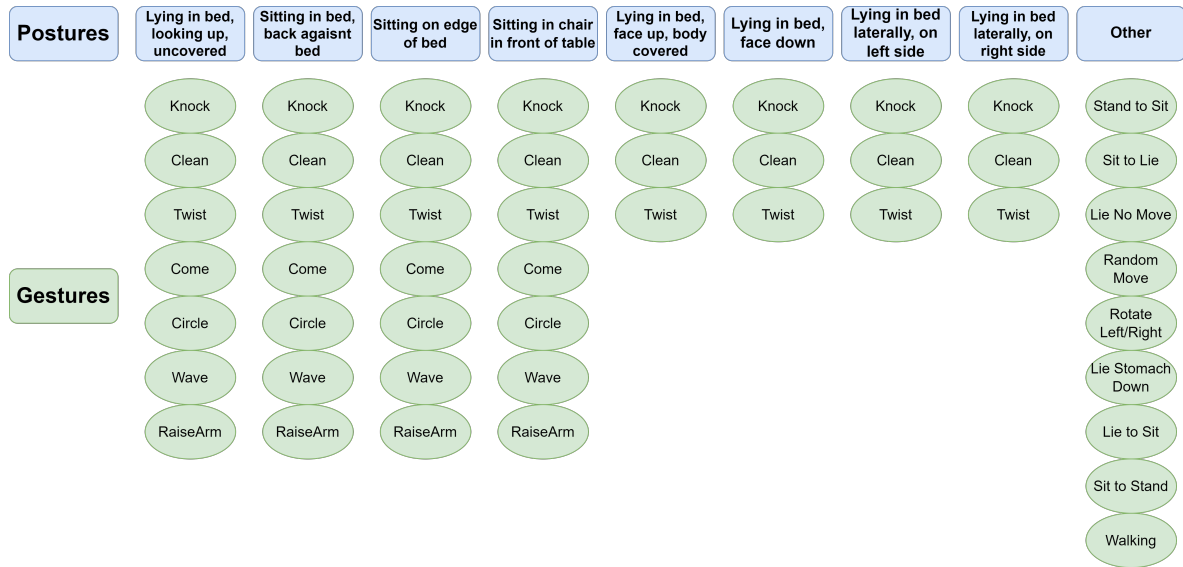 Postures
Lying in bed,
looking up,
uncovered
Sitting in bed,
back agaisnt
bed
Sitting on edge
of bed
Sitting in chair
in front of table
Lying in bed,
face up, body
covered
Lying in bed,
face down
Lying in bed
laterally, on
left side
Lying in bed
laterally, on
right side
Other
Knock
Knock
Knock
Knock
Knock
Knock
Knock
Knock
Stand to Sit
Clean
Clean
Clean
Clean
Clean
Clean
Clean
Clean
Sit to Lie
Twist
Twist
Twist
Twist
Twist
Twist
Twist
Twist
Lie No Move
Gestures
Come
Come
Come
Come
Random
Move
Circle
Circle
Circle
Circle
Rotate
Left/Right
Wave
Wave
Wave
Wave
Lie Stomach
Down
RaiseArm
RaiseArm
RaiseArm
RaiseArm
Lie to Sit
Sit to Stand
Walking